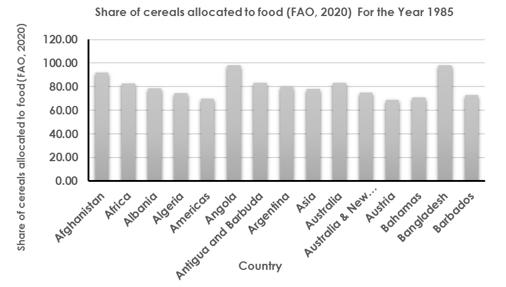 Share of cereals allocated to food (FAO, 2020) For the Year 1985
Share of cereals allocated to food (FAO, 2020)
120.00
100.00
80.00
60.00
40.00
20.00
0.00
Afghanistan
Africa
Albania
Algeria
Americas
Angola
Antigua and Barbuda
Argentina
Asia
Australia
Australia & New...
Austria
Bahamas
Bangladesh
Barbados
Country